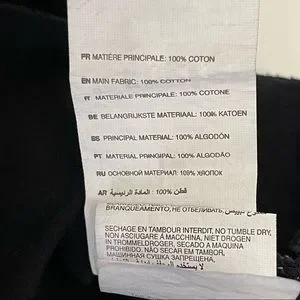 FR MATIÈRE PRINCIPALE: 100% COTON
EN MAIN FABRIC: 100% COTTON
IT MATERIALE PRINCIPALE: 100% COTONE
BE BELANGRIJKSTE MATERIAAL: 100% KATOEN
ES PRINCIPAL MATERIAL: 100% ALGODÓN
PT MATERIAL PRINCIPAL: 100% ALGODÃO
RU ОСНОВНОЙ МАТЕРИАЛ: 100% ХЛОПОК
AR قطن %100 :المادة الرئيسية
BRANQUEAMENTO, НЕ ОТБЕЛИВАТЬ,
SECHAGE EN TAMBOUR INTERDIT, NO TUMBLE DRY,
NON ASCIUGARE A MACCHINA, NIET DROGEN
IN TROMMELDROGER, SECADO A MAQUINA
PROHIBIDO, NÃO SECAR EM TAMBOR,
МАШИННАЯ СУШКА ЗАПРЕЩЕНА,